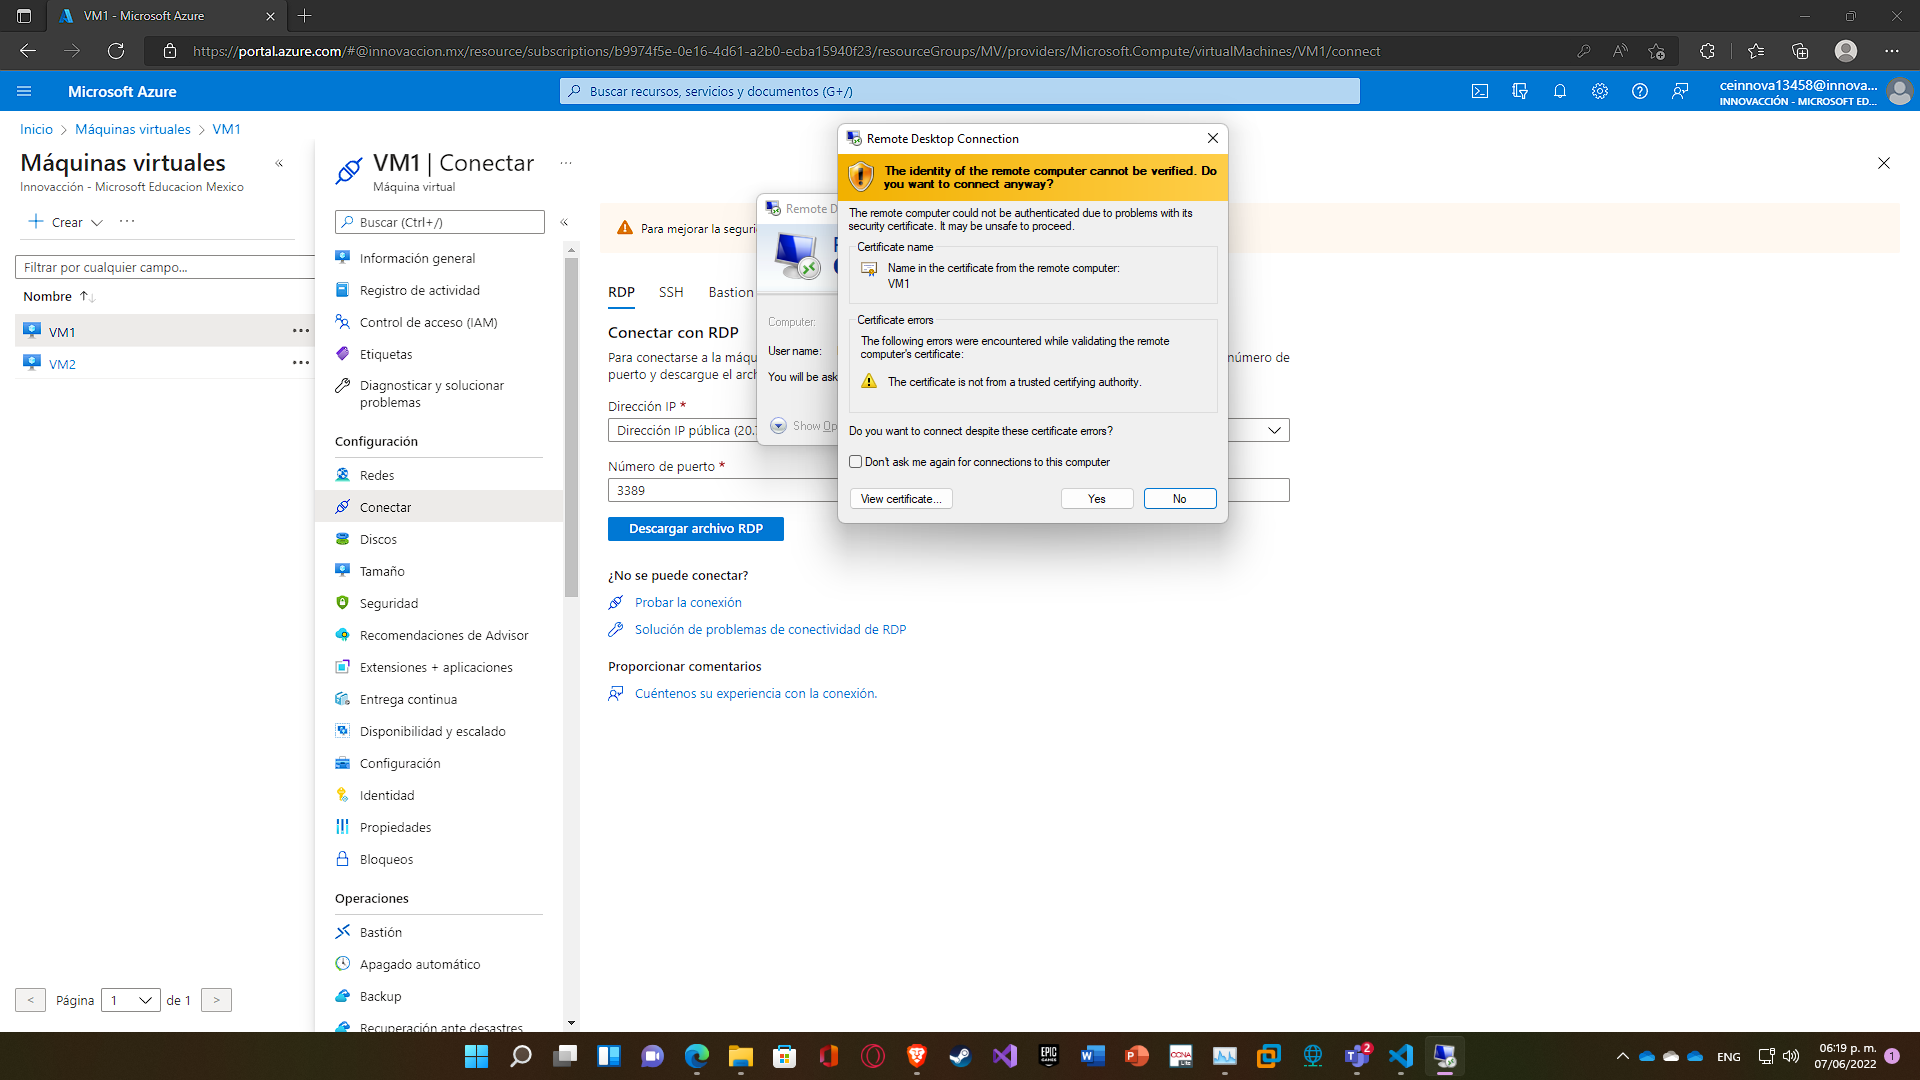 VM1 - Microsoft Azure
https://portal.azure.com/#@innovaccion.mx/resource/subscriptions/b9974f5e-0e16-4d61-a2b0-ecba15940f23/resourceGroups/MV/providers/Microsoft.Compute/virtualMachines/VM1/connect
Microsoft Azure
Buscar recursos, servicios y documentos (G+/)
ceinnova13458@innova...
INNOVACCIÓN - MICROSOFT ED...
Inicio > Máquinas virtuales > VM1
Máquinas virtuales
Innovacción - Microsoft Educacion Mexico
Crear
Filtrar por cualquier campo...
Nombre
VM1
VM2
< Página 1 de 1 >
VM1 | Conectar
Máquina virtual
Buscar (Ctrl+/)
Información general
Registro de actividad
Control de acceso (IAM)
Etiquetas
Diagnosticar y solucionar
problemas
Configuración
Redes
Conectar
Discos
Tamaño
Seguridad
Recomendaciones de Advisor
Extensiones + aplicaciones
Entrega continua
Disponibilidad y escalado
Configuración
Identidad
Propiedades
Bloqueos
Operaciones
Bastión
Apagado automático
Backup
Recuperación ante desastres
Para mejorar la seguri
RDP SSH Bastion
Conectar con RDP
Para conectarse a la máqu número de
puerto y descargue el arch
Dirección IP *
Dirección IP pública (20.
Número de puerto *
3389
Descargar archivo RDP
¿No se puede conectar?
Probar la conexión
Solución de problemas de conectividad de RDP
Proporcionar comentarios
Cuéntenos su experiencia con la conexión.
Remote D
Computer:
User name:
You will be ask
Show Op
Remote Desktop Connection
The identity of the remote computer cannot be verified. Do
you want to connect anyway?
The remote computer could not be authenticated due to problems with its
security certificate. It may be unsafe to proceed.
Certificate name
Name in the certificate from the remote computer:
VM1
Certificate errors
The following errors were encountered while validating the remote
computer's certificate:
The certificate is not from a trusted certifying authority.
Do you want to connect despite these certificate errors?
Don't ask me again for connections to this computer
View certificate...
Yes
No
EPIC
GAMES
CCNA
2
ENG
06:19 p. m.
07/06/2022
1